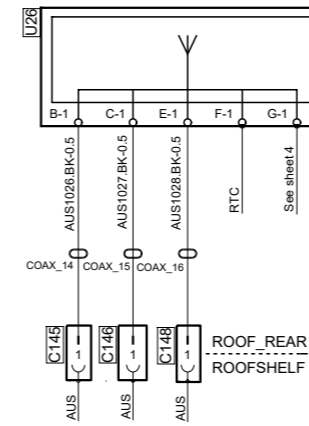 U26
B-1 C-1 E-1 F-1 G-1
AUS1026.BK-0.5
AUS1027.BK-0.5
AUS1028.BK-0.5
RTC
See sheet 4
COAX_14 COAX_15 COAX_16
C145 C146 C148
1 1 1
ROOF_REAR
ROOFSHELF
AUS AUS AUS